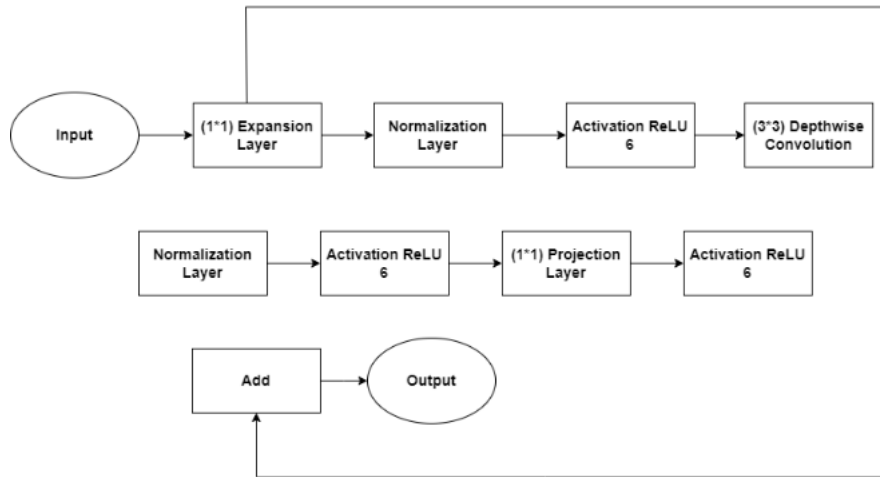 Input
(1*1) Expansion
Layer
Normalization
Layer
Activation ReLU
6
(3*3) Depthwise
Convolution
Normalization
Layer
Activation ReLU
6
(1*1) Projection
Layer
Activation ReLU
6
Add
Output